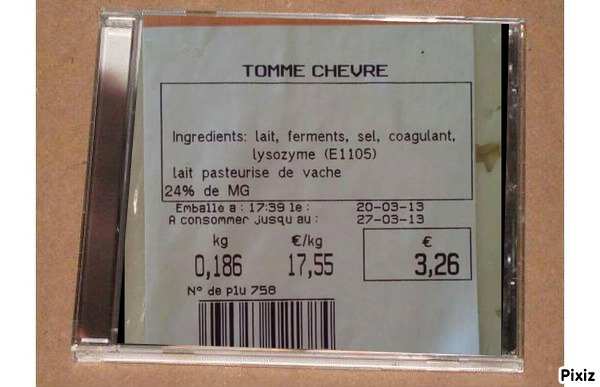 TOMME CHEVRE
Ingredients: lait, ferments, sel, coagulant,
lysozyme (E1105)
lait pasteurise de vache
24% de MG
Emballe a : 17:39 le : 20-03-13
A consommer jusqu au : 27-03-13
kg €/kg €
0,186 17,55 3,26
N° de plu 758
Pixiz